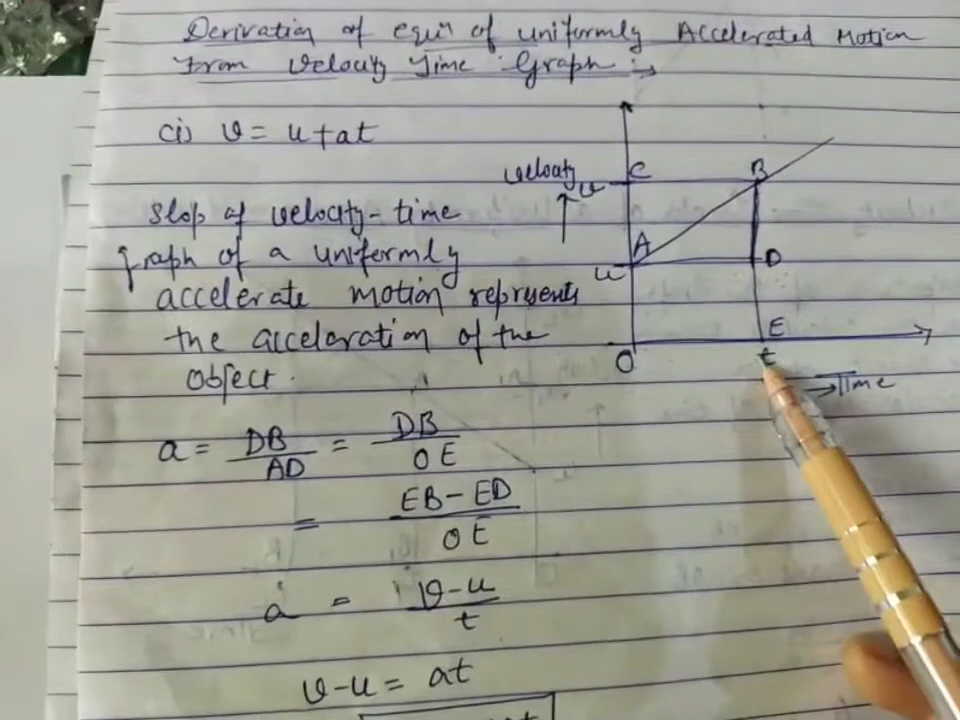 Derivation of eqn of uniformly Accelerated Motion
From Velocity Time Graph :→
(i) v = u + at
Velocity
v
C
B
slop of velocity-time
graph of a uniformly
A
D
u
accelerate motion represents
the acceleration of the
E
object.
O
t
→ Time
a = DB/AD = DB/OE
= EB - ED/OE
a = v - u/t
v - u = at